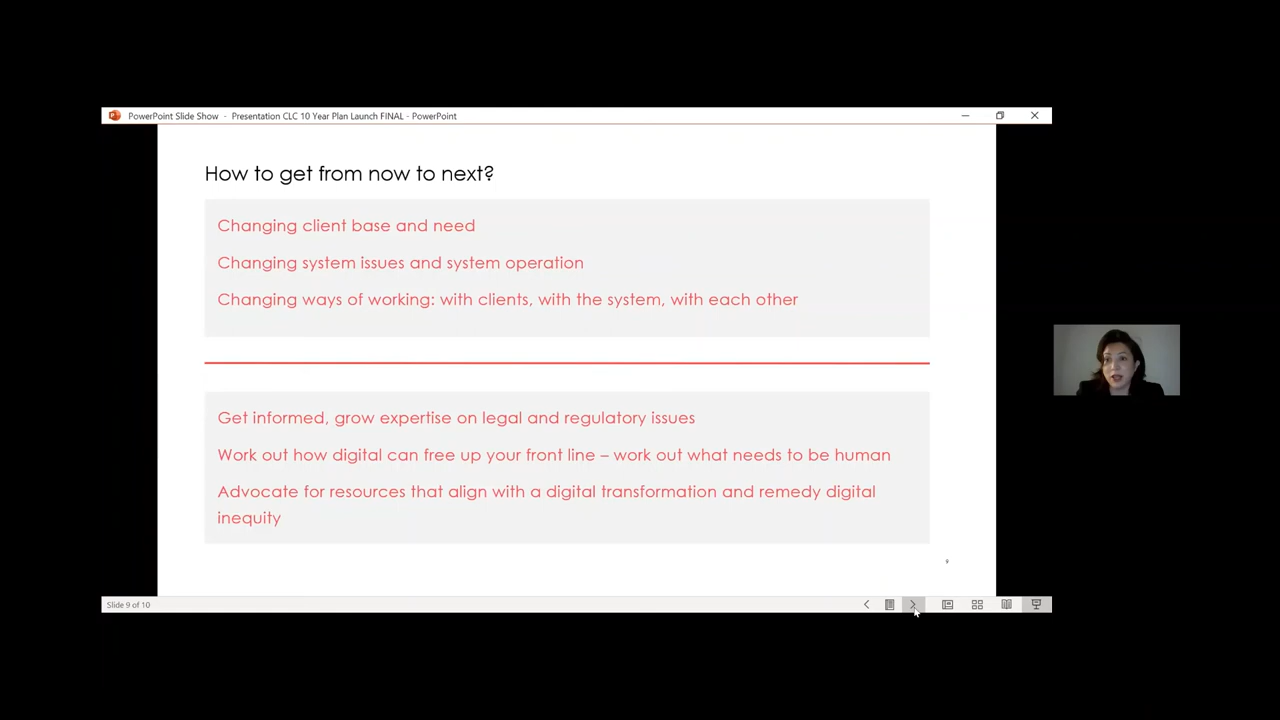 PowerPoint Slide Show - Presentation CLC 10 Year Plan Launch FINAL - PowerPoint
How to get from now to next?
Changing client base and need
Changing system issues and system operation
Changing ways of working: with clients, with the system, with each other
Get informed, grow expertise on legal and regulatory issues
Work out how digital can free up your front line – work out what needs to be human
Advocate for resources that align with a digital transformation and remedy digital
inequity
9
Slide 9 of 10